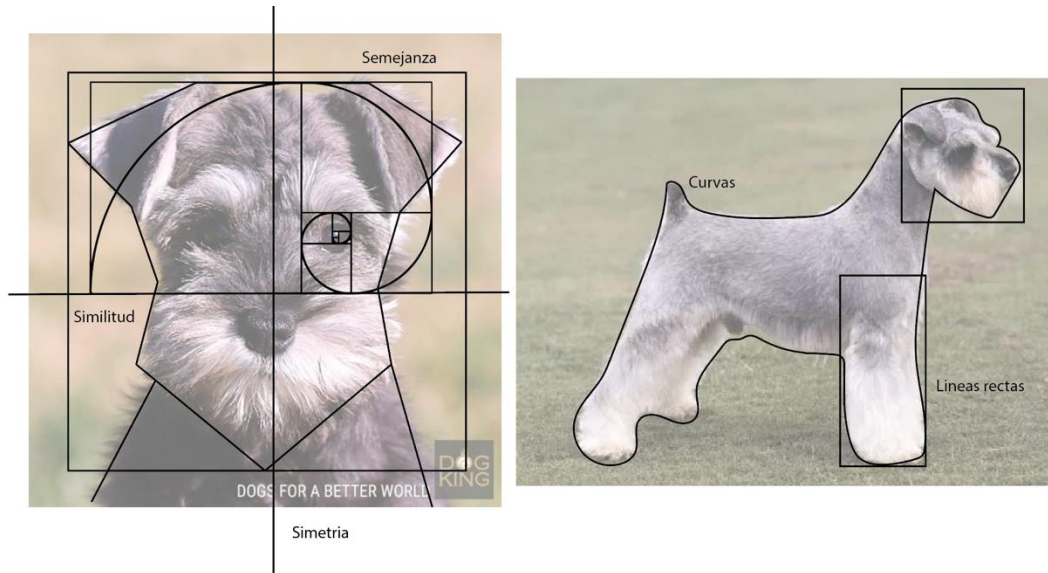 Semejanza
Similitud
DOG
KING
DOGS FOR A BETTER WORLD
Simetria
Curvas
Lineas rectas